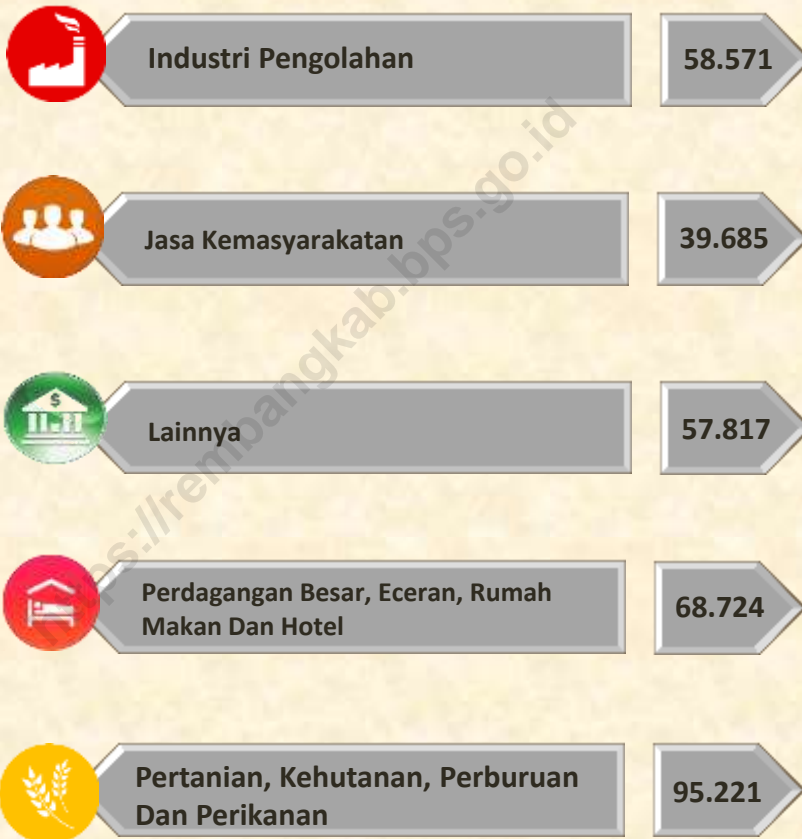 Industri Pengolahan
58.571
Jasa Kemasyarakatan
39.685
Lainnya
57.817
Perdagangan Besar, Eceran, Rumah
Makan Dan Hotel
68.724
Pertanian, Kehutanan, Perburuan
Dan Perikanan
95.221
https://rembangkab.bps.go.id